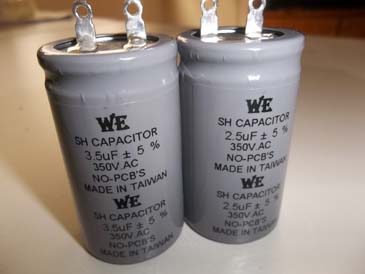 WE
SH CAPACITOR
3.5uF ± 5 %
350V.AC
NO-PCB'S
MADE IN TAIWAN
WE
SH CAPACITOR
3.5uF ± 5 %
350V.AC
NO-PCB'S
MADE IN TAIWAN
WE
SH CAPACITOR
2.5uF ± 5 %
350V.AC
NO-PCB'S
MADE IN TAIWAN
WE
SH CAPACITOR
2.5uF ± 5 %
350V.AC
NO-PCB'S
MADE IN TAIWAN